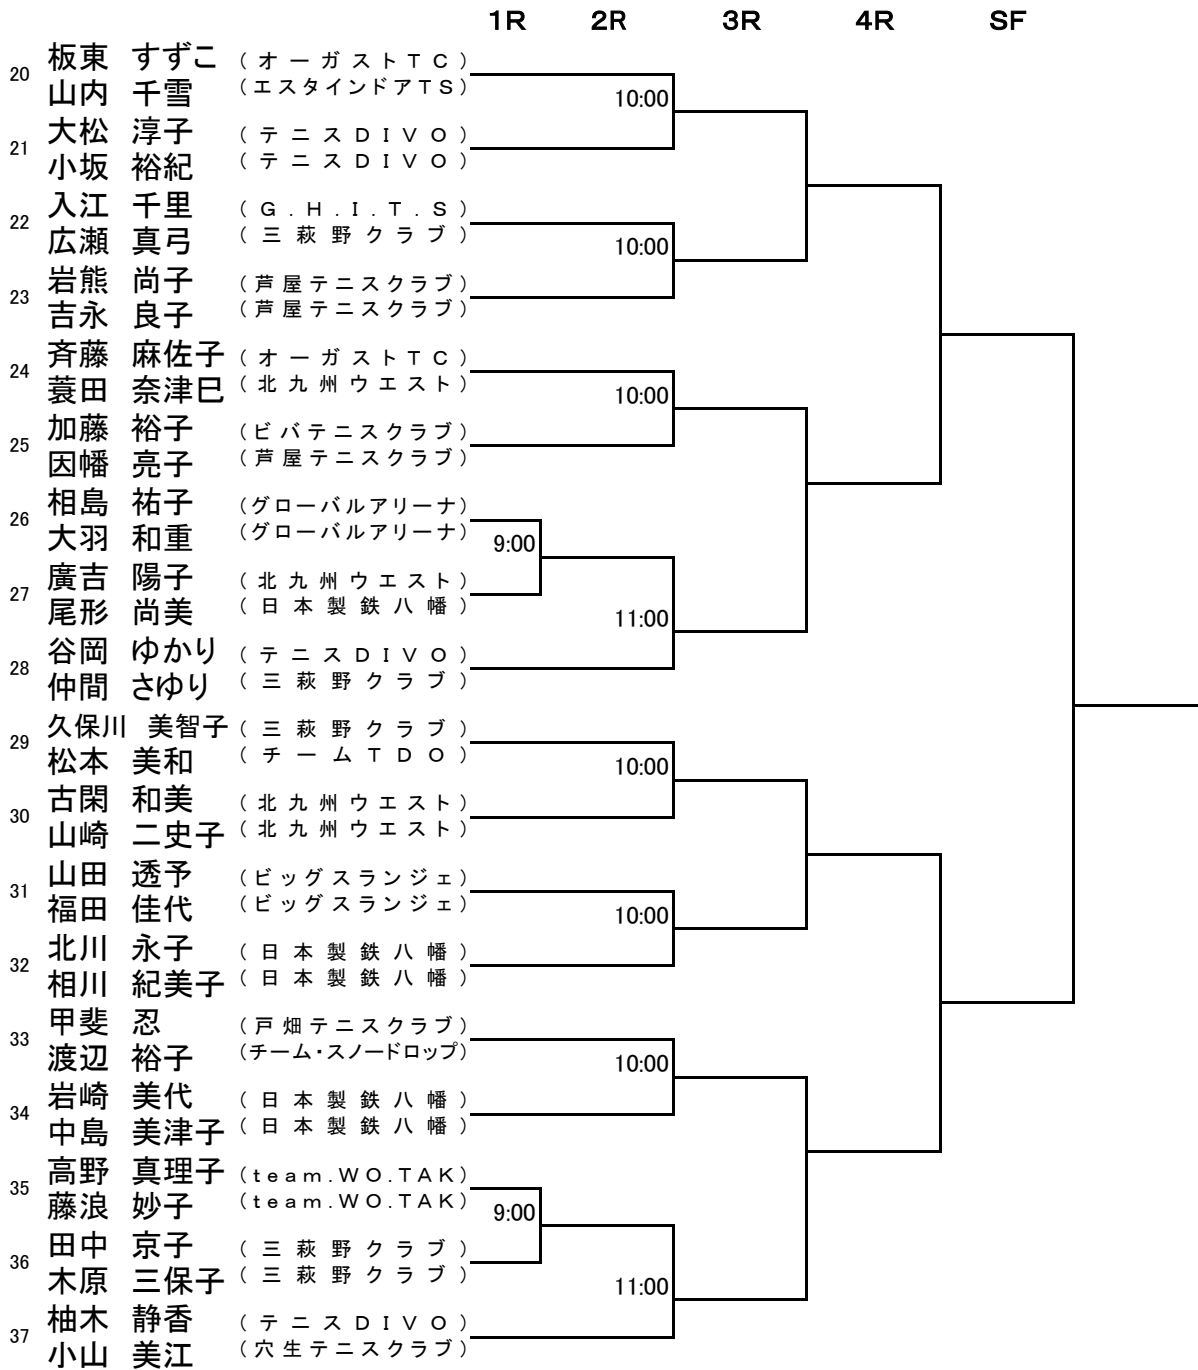 1R 2R 3R 4R SF
20 板東 すずこ (オーガストTC)
山内 千雪 (エスタインドアTS)
10:00
21 大松 淳子 (テニスDIVO)
小坂 裕紀 (テニスDIVO)
22 入江 千里 (G.H.I.T.S)
広瀬 真弓 (三萩野クラブ)
10:00
23 岩熊 尚子 (芦屋テニスクラブ)
吉永 良子 (芦屋テニスクラブ)
24 斉藤 麻佐子 (オーガストTC)
蓑田 奈津巳 (北九州ウエスト)
10:00
25 加藤 裕子 (ビバテニスクラブ)
因幡 亮子 (芦屋テニスクラブ)
26 相島 祐子 (グローバルアリーナ)
大羽 和重 (グローバルアリーナ)
9:00
27 廣吉 陽子 (北九州ウエスト)
尾形 尚美 (日本製鉄八幡)
11:00
28 谷岡 ゆかり (テニスDIVO)
仲間 さゆり (三萩野クラブ)
29 久保川 美智子 (三萩野クラブ)
松本 美和 (チームTDO)
10:00
30 古閑 和美 (北九州ウエスト)
山崎 二史子 (北九州ウエスト)
31 山田 透予 (ビッグスランジェ)
福田 佳代 (ビッグスランジェ)
10:00
32 北川 永子 (日本製鉄八幡)
相川 紀美子 (日本製鉄八幡)
33 甲斐 忍 (戸畑テニスクラブ)
渡辺 裕子 (チーム・スノードロップ)
10:00
34 岩崎 美代 (日本製鉄八幡)
中島 美津子 (日本製鉄八幡)
35 高野 真理子 (team.WO.TAK)
藤浪 妙子 (team.WO.TAK)
9:00
36 田中 京子 (三萩野クラブ)
木原 三保子 (三萩野クラブ)
11:00
37 柚木 静香 (テニスDIVO)
小山 美江 (穴生テニスクラブ)